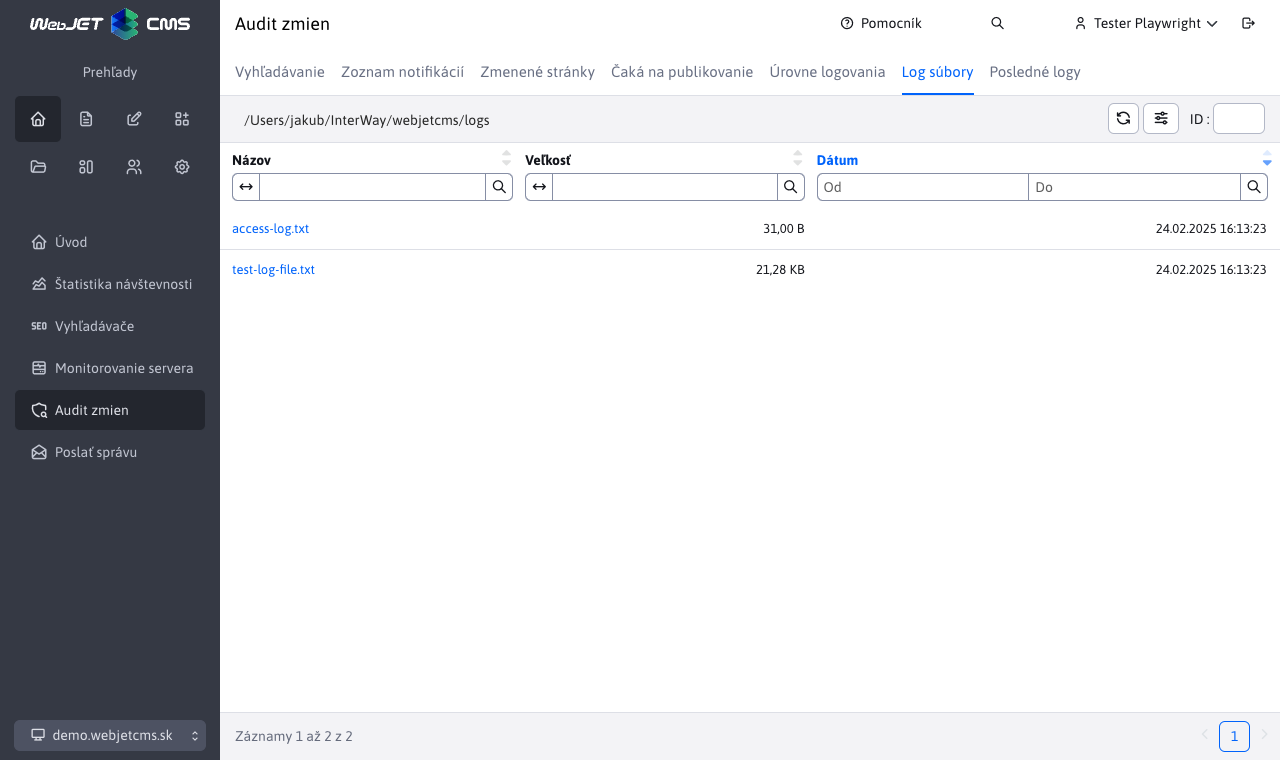 WebJET CMS
Prehľady
Úvod
Štatistika návštevnosti
SEO Vyhľadávače
Monitorovanie servera
Audit zmien
Poslať správu
demo.webjetcms.sk
Audit zmien
Pomocník
Tester Playwright
Vyhľadávanie Zoznam notifikácií Zmenené stránky Čaká na publikovanie Úrovne logovania Log súbory Posledné logy
/Users/jakub/InterWay/webjetcms/logs
ID :
Názov Veľkosť Dátum
Od Do
access-log.txt 31,00 B 24.02.2025 16:13:23
test-log-file.txt 21,28 KB 24.02.2025 16:13:23
Záznamy 1 až 2 z 2
1